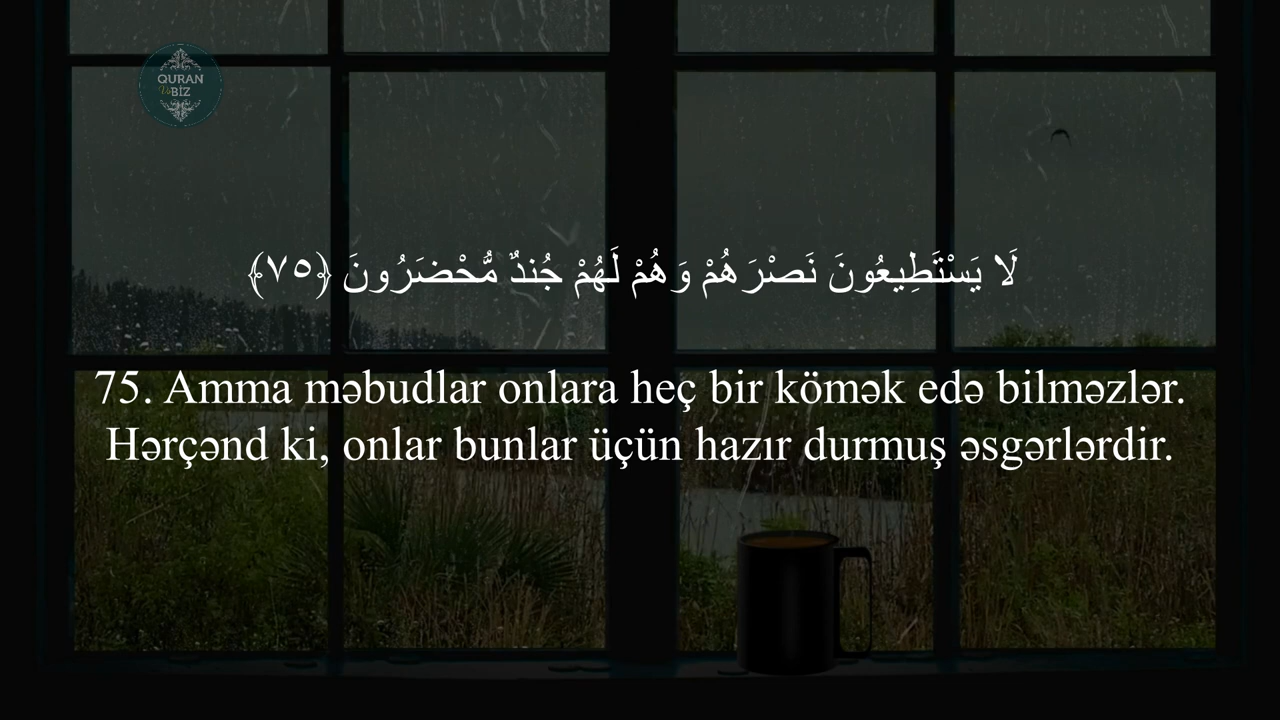 QURAN
Və BİZ
لَا يَسْتَطِيعُونَ نَصْرَهُمْ وَهُمْ لَهُمْ جُندٌ مُّحْضَرُونَ ﴿٧٥﴾
75. Amma məbudlar onlara heç bir kömək edə bilməzlər.
Hərçənd ki, onlar bunlar üçün hazır durmuş əsgərlərdir.